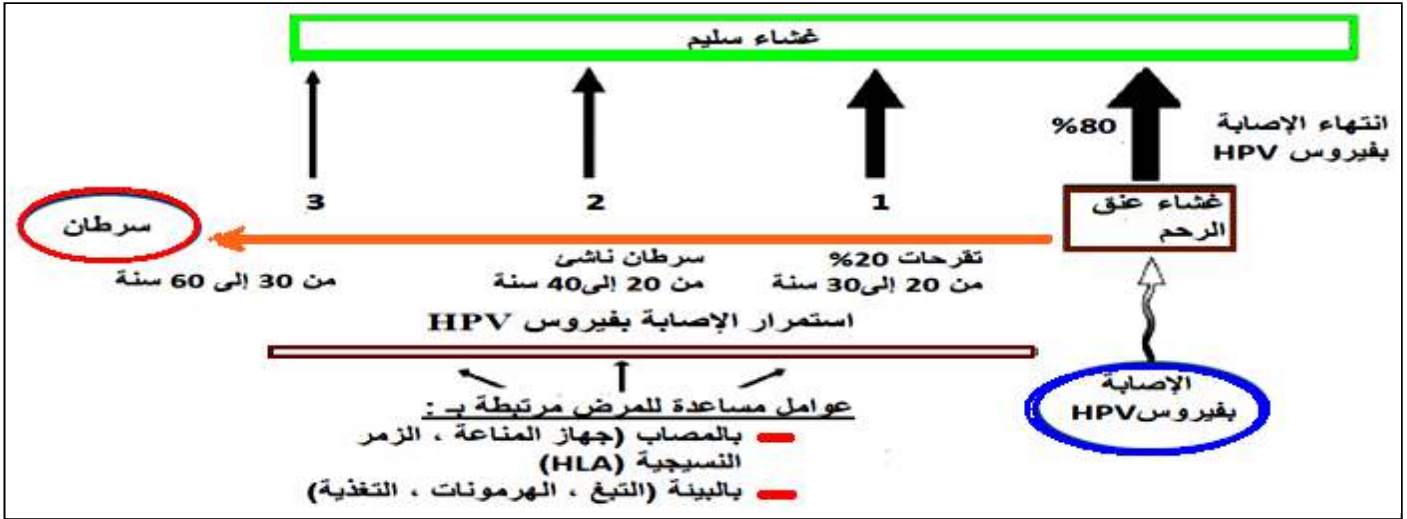 غشاء سليم
انتهاء الإصابة
بفيروس HPV
%80
غشاء عنق
الرحم
1
2
3
سرطان
تقرحات 20%
من 20 إلى30 سنة
سرطان ناشئ
من 20 إلى40 سنة
من 30 إلى 60 سنة
استمرار الإصابة بفيروس HPV
الإصابة
بفيروسHPV
عوامل مساعدة للمرض مرتبطة بـ :
بالمصاب (جهاز المناعة ، الزمر
النسيجية (HLA)
بالبيئة (التبغ ، الهرمونات ، التغذية)